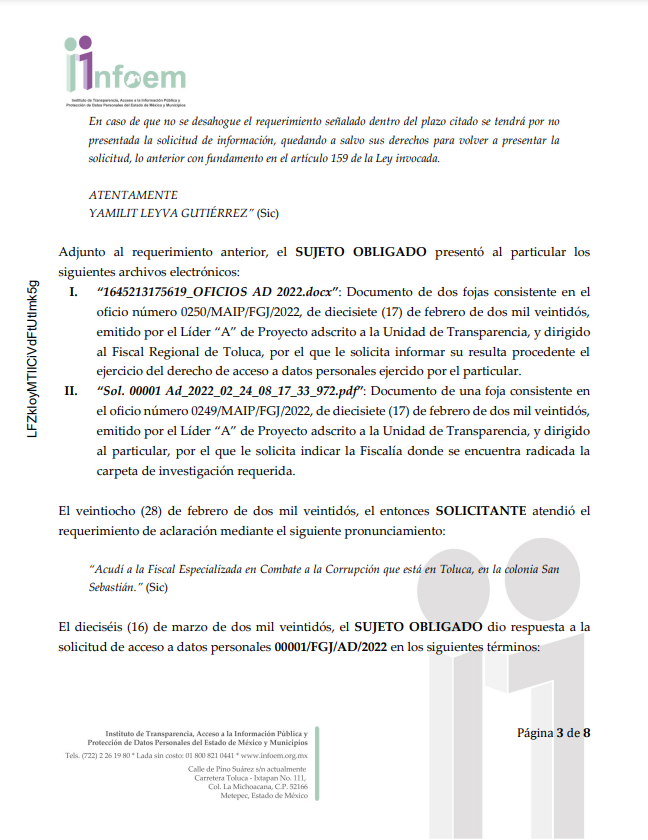 infoem
Instituto de Transparencia, Acceso a la Información Pública y
Protección de Datos Personales del Estado de México y Municipios
En caso de que no se desahogue el requerimiento señalado dentro del plazo citado se tendrá por no
presentada la solicitud de información, quedando a salvo sus derechos para volver a presentar la
solicitud, lo anterior con fundamento en el artículo 159 de la Ley invocada.
ATENTAMENTE
YAMILIT LEYVA GUTIÉRREZ” (Sic)
Adjunto al requerimiento anterior, el SUJETO OBLIGADO presentó al particular los
siguientes archivos electrónicos:
I. “1645213175619_OFICIOS AD 2022.docx”: Documento de dos fojas consistente en el
oficio número 0250/MAIP/FGJ/2022, de diecisiete (17) de febrero de dos mil veintidós,
emitido por el Líder “A” de Proyecto adscrito a la Unidad de Transparencia, y dirigido
al Fiscal Regional de Toluca, por el que le solicita informar su resulta procedente el
ejercicio del derecho de acceso a datos personales ejercido por el particular.
II. “Sol. 00001 Ad_2022_02_24_08_17_33_972.pdf”: Documento de una foja consistente en
el oficio número 0249/MAIP/FGJ/2022, de diecisiete (17) de febrero de dos mil veintidós,
emitido por el Líder “A” de Proyecto adscrito a la Unidad de Transparencia, y dirigido
al particular, por el que le solicita indicar la Fiscalía donde se encuentra radicada la
carpeta de investigación requerida.
El veintiocho (28) de febrero de dos mil veintidós, el entonces SOLICITANTE atendió el
requerimiento de aclaración mediante el siguiente pronunciamiento:
“Acudí a la Fiscal Especializada en Combate a la Corrupción que está en Toluca, en la colonia San
Sebastián.” (Sic)
El dieciséis (16) de marzo de dos mil veintidós, el SUJETO OBLIGADO dio respuesta a la
solicitud de acceso a datos personales 00001/FGJ/AD/2022 en los siguientes términos:
Instituto de Transparencia, Acceso a la Información Pública y
Protección de Datos Personales del Estado de México y Municipios
Tels. (722) 2 26 19 80 * Lada sin costo: 01 800 821 0441 * www.infoem.org.mx
Calle de Pino Suárez s/n actualmente
Carretera Toluca - Ixtapan No. 111,
Col. La Michoacana, C.P. 52166
Metepec, Estado de México
Página 3 de 8